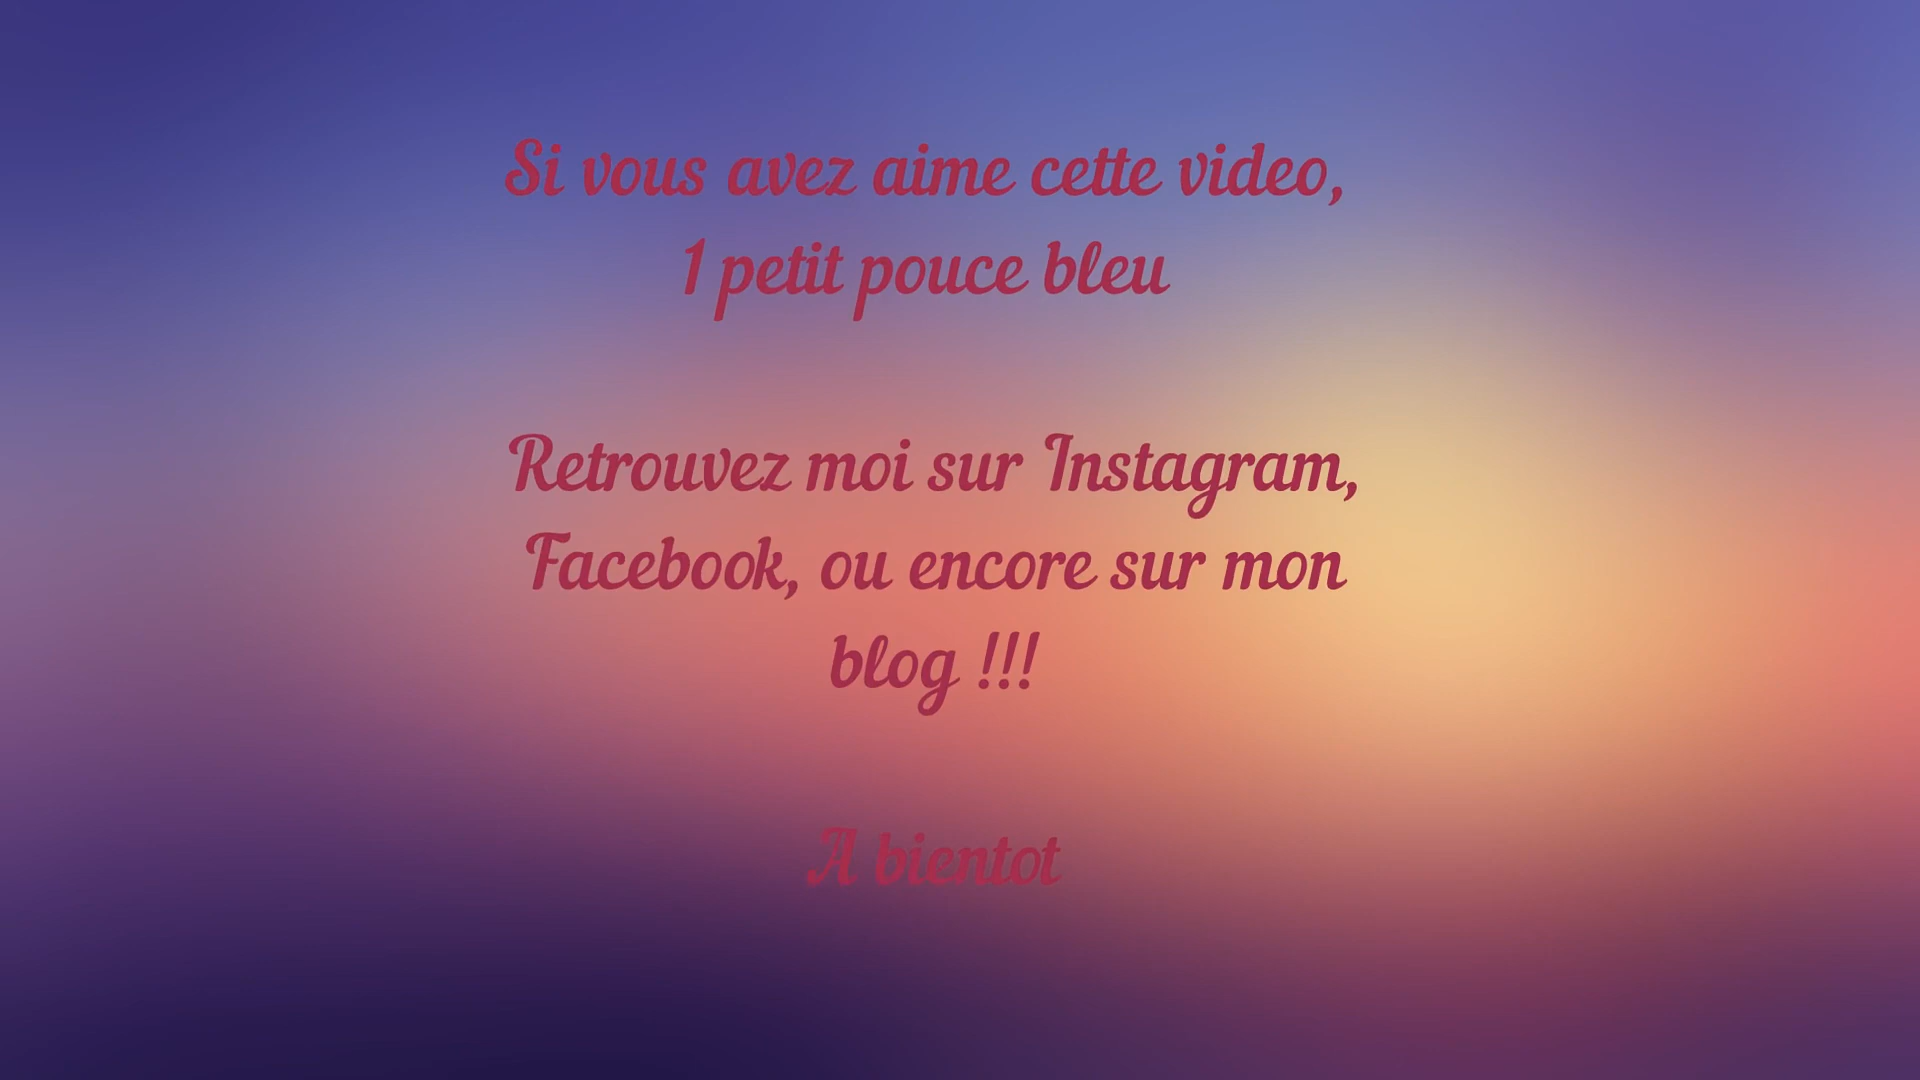 Si vous avez aime cette video,
1 petit pouce bleu
Retrouvez moi sur Instagram,
Facebook, ou encore sur mon
blog !!!
A bientot